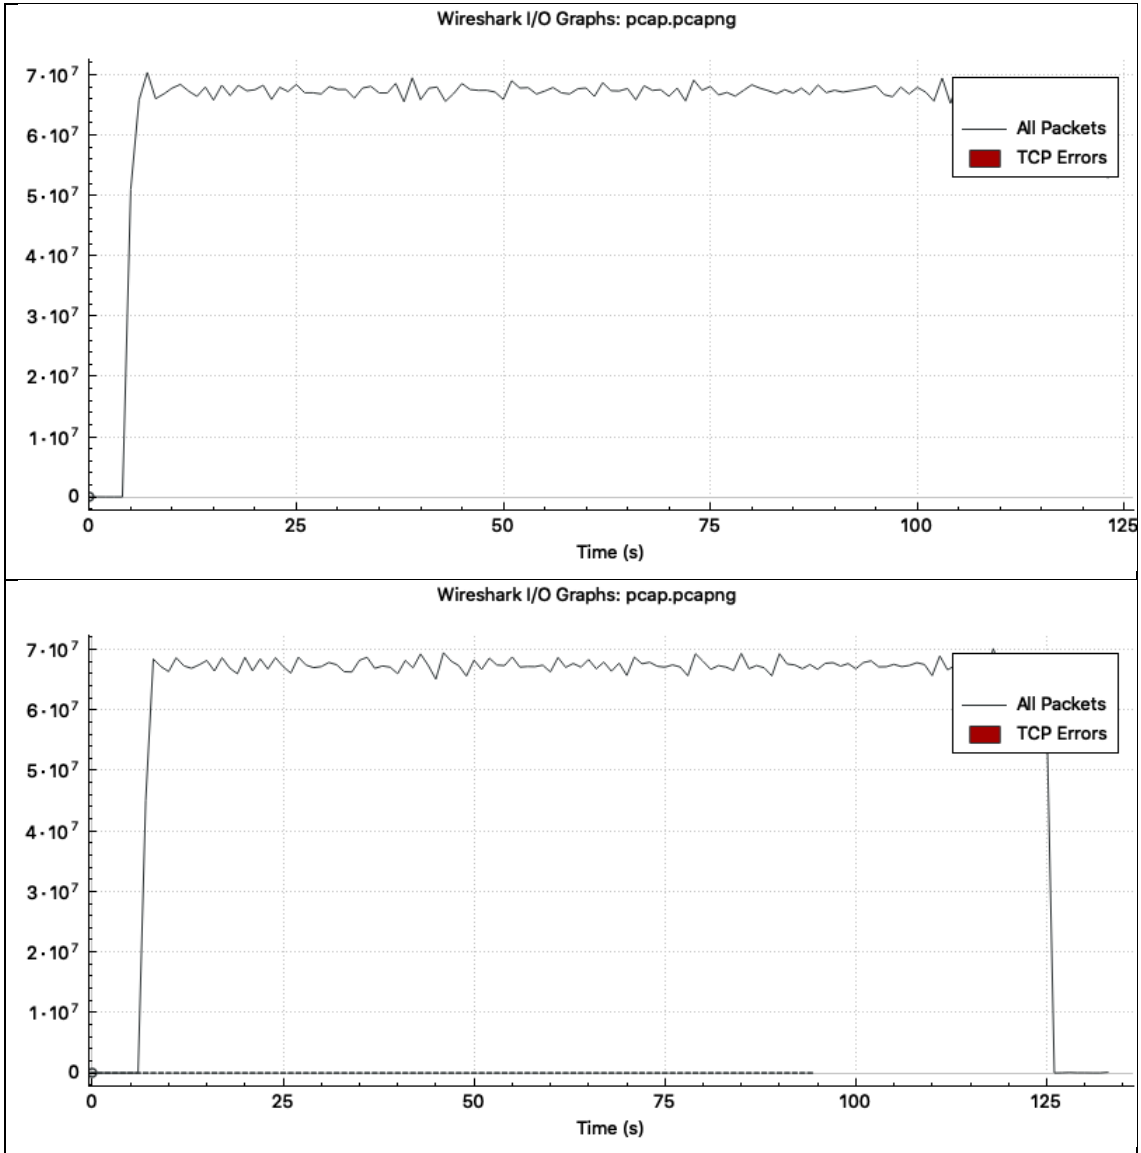 Wireshark I/O Graphs: pcap.pcapng
7·10⁷
6·10⁷
5·10⁷
4·10⁷
3·10⁷
2·10⁷
1·10⁷
0
All Packets
TCP Errors
0 25 50 75 100 125
Time (s)
Wireshark I/O Graphs: pcap.pcapng
7·10⁷
6·10⁷
5·10⁷
4·10⁷
3·10⁷
2·10⁷
1·10⁷
0
All Packets
TCP Errors
0 25 50 75 100 125
Time (s)